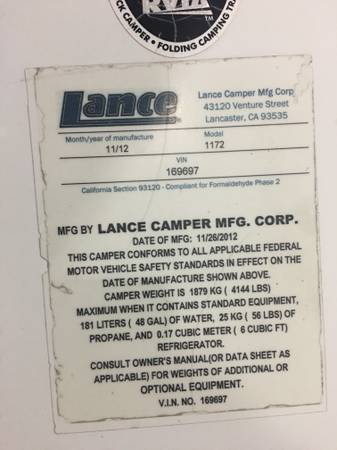 RVIA
TM
CK CAMPER • FOLDING CAMPING TRA
Lance
Lance Camper Mfg Corp
43120 Venture Street
Lancaster, CA 93535
Month/year of manufacture Model
11/12 1172
VIN
169697
California Section 93120 - Compliant for Formaldehyde Phase 2
MFG BY LANCE CAMPER MFG. CORP.
DATE OF MFG: 11/26/2012
THIS CAMPER CONFORMS TO ALL APPLICABLE FEDERAL
MOTOR VEHICLE SAFETY STANDARDS IN EFFECT ON THE
DATE OF MANUFACTURE SHOWN ABOVE.
CAMPER WEIGHT IS 1879 KG ( 4144 LBS)
MAXIMUM WHEN IT CONTAINS STANDARD EQUIPMENT,
181 LITERS ( 48 GAL) OF WATER, 25 KG ( 56 LBS) OF
PROPANE, AND 0.17 CUBIC METER ( 6 CUBIC FT)
REFRIGERATOR.
CONSULT OWNER'S MANUAL(OR DATA SHEET AS
APPLICABLE) FOR WEIGHTS OF ADDITIONAL OR
OPTIONAL EQUIPMENT.
V.I.N. NO. 169697